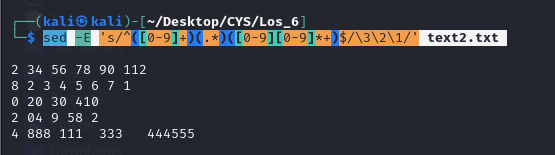 ┌──(kali㉿kali)-[~/Desktop/CYS/Los_6]
└─$ sed -E 's/^([0-9]+)(.*)([0-9][0-9]*+)$/\3\2\1/' text2.txt
2 34 56 78 90 112
8 2 3 4 5 6 7 1
0 20 30 410
2 04 9 58 2
4 888 111  333   444555